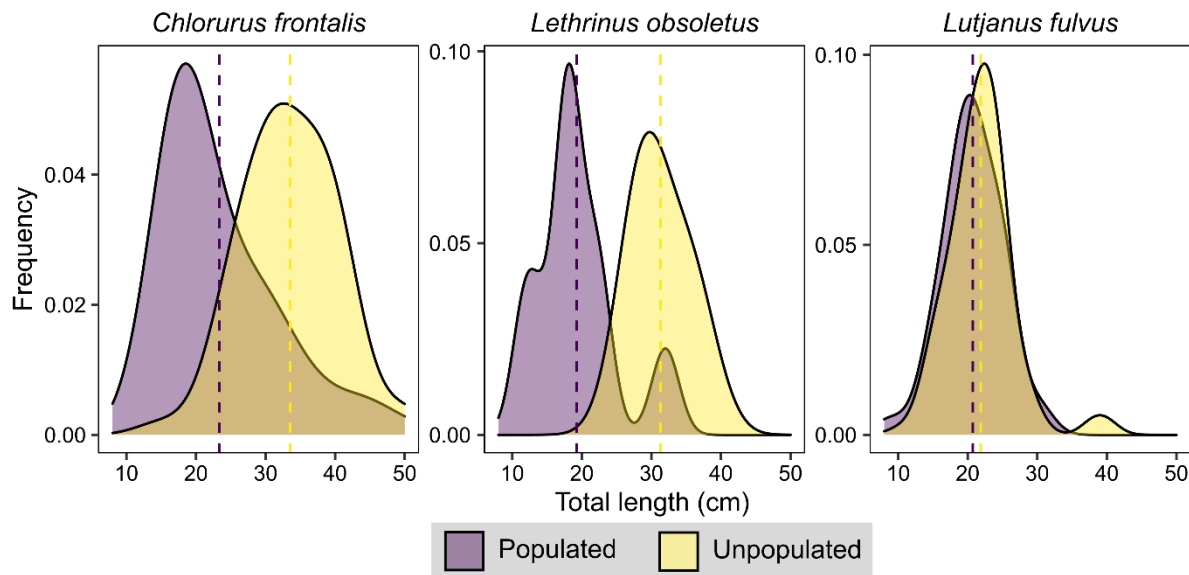 Chlorurus frontalis
Lethrinus obsoletus
Lutjanus fulvus
Frequency
0.04
0.02
0.00
10 20 30 40 50
0.10
0.05
0.00
10 20 30 40 50
0.10
0.05
0.00
10 20 30 40 50
Total length (cm)
Populated
Unpopulated